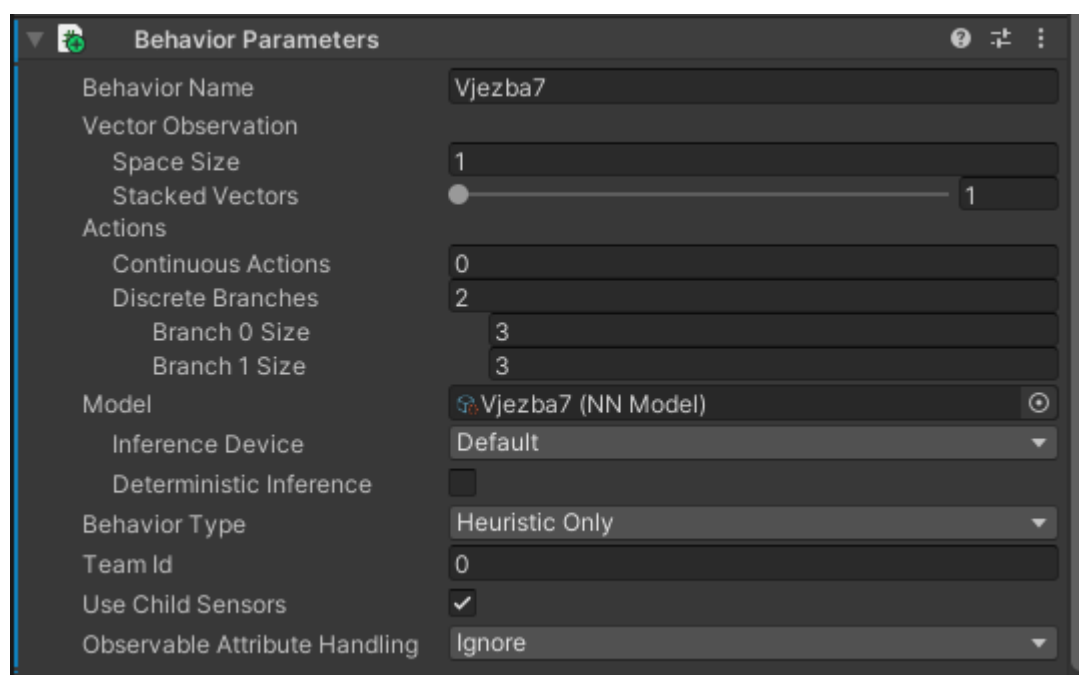 Behavior Parameters
Behavior Name Vjezba7
Vector Observation
Space Size 1
Stacked Vectors 1
Actions
Continuous Actions 0
Discrete Branches 2
Branch 0 Size 3
Branch 1 Size 3
Model Vjezba7 (NN Model)
Inference Device Default
Deterministic Inference
Behavior Type Heuristic Only
Team Id 0
Use Child Sensors
Observable Attribute Handling Ignore